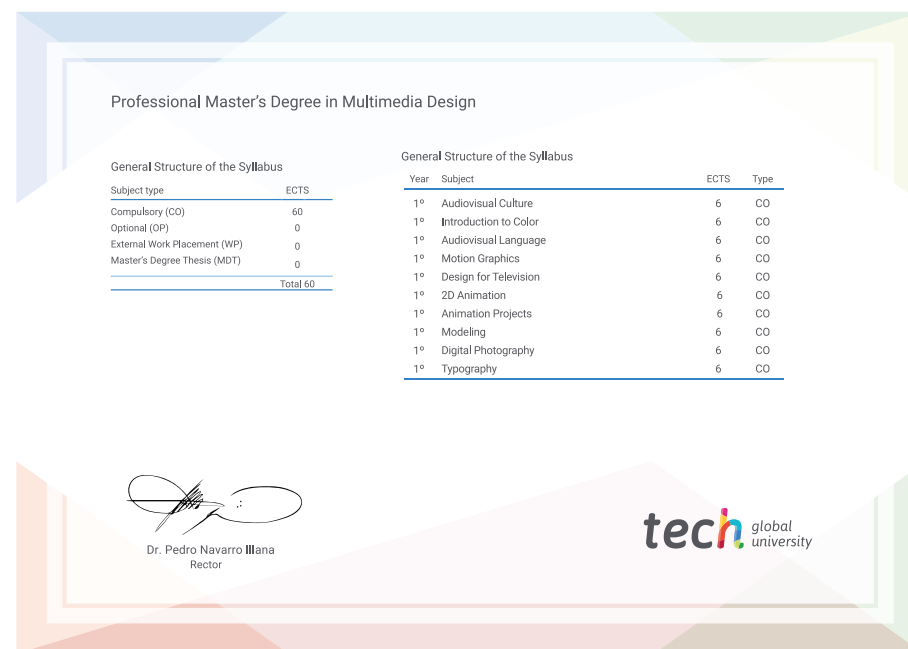 Professional Master's Degree in Multimedia Design
General Structure of the Syllabus
Subject type ECTS
Compulsory (CO) 60
Optional (OP) 0
External Work Placement (WP) 0
Master's Degree Thesis (MDT) 0
Total 60
General Structure of the Syllabus
Year Subject ECTS Type
1º Audiovisual Culture 6 CO
1º Introduction to Color 6 CO
1º Audiovisual Language 6 CO
1º Motion Graphics 6 CO
1º Design for Television 6 CO
1º 2D Animation 6 CO
1º Animation Projects 6 CO
1º Modeling 6 CO
1º Digital Photography 6 CO
1º Typography 6 CO
Dr. Pedro Navarro Illana
Rector
tech global
university